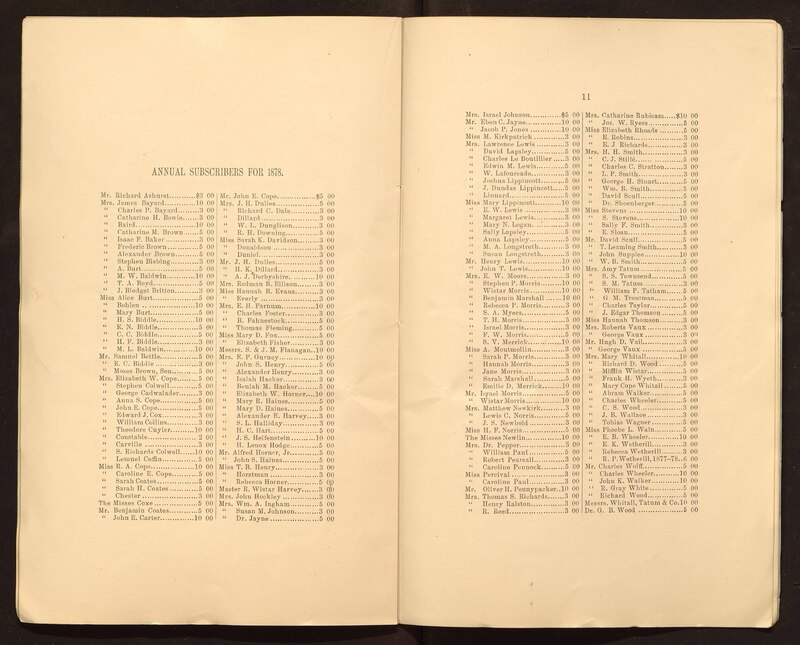 ANNUAL SUBSCRIBERS FOR 1878.
Mr. Richard Ashurst........$3 00
Mrs. James Bayard..........10 00
" Charles P. Bayard........3 00
" Catharine H. Bowie.......3 00
" Baird....................10 00
" Catharine M. Brown.......5 00
" Isaac F. Baker...........3 00
" Frederic Brown...........5 00
" Alexander Brown..........5 00
" Stephen Bisbing..........3 00
" A. Burt..................5 00
" M. W. Baldwin............10 00
" T. A. Boyd...............5 00
" J. Blodget Britton.......2 00
Miss Alice Burt............5 00
" Bohlen...................10 00
" Mary Burt................5 00
" H. S. Biddle.............5 00
" E. N. Biddle.............5 00
" C. C. Biddle.............5 00
" H. F. Biddle.............5 00
" M. L. Baldwin............10 00
Mr. Samuel Bettle..........5 00
" E. C. Biddle.............3 00
" Moses Brown, Sen.........5 00
Mrs. Elizabeth W. Cope.....5 00
" Stephen Colwell..........5 00
" George Cadwalader........3 00
" Anna S. Cope.............5 00
" John E. Cope.............5 00
" Edward J. Cox............3 00
" William Collins..........3 00
" Theodore Cuyler..........10 00
" Constable................2 00
" Carville.................3 00
" S. Richards Colwell......10 00
" Lemuel Coffin............5 00
Miss R. A. Cope............10 00
" Caroline E. Cope.........5 00
" Sarah Coates.............5 00
" Sarah H. Coates..........5 00
" Chester..................3 00
The Misses Coxe............5 00
Mr. Benjamin Coates........5 00
" John E. Carter...........10 00
Mr. John E. Cope...........$5 00
Mrs. J. H. Dulles..........5 00
" Richard C. Dale..........3 00
" Dillard..................3 00
" W. L. Dunglison..........3 00
" R. H. Downing............5 00
Miss Sarah K. Davidson.....3 00
" Donaldson................3 00
" Duniel...................3 00
Mr. J. H. Dulles...........5 00
" H. K. Dillard............3 00
" A. J. Derbyshire.........10 00
Mrs. Rodman B. Ellison.....3 00
Miss Hannah B. Evans.......3 00
" Everly...................3 00
Mrs. E. H. Farnum..........10 00
" Charles Foster...........3 00
" B. Fahnestock............5 00
" Thomas Fleming...........5 00
Miss Mary D. Fox...........5 00
" Elizabeth Fisher.........5 00
Messrs. S. & J. M. Flanagan..10 00
Mrs. E. P. Gurney..........10 00
" John S. Henry............5 00
" Alexander Henry..........3 00
" Isaiah Hacker............3 00
" Beulah M. Hacker.........5 00
" Elizabeth W. Horner......10 00
" Mary R. Haines...........5 00
" Mary D. Haines...........5 00
" Alexander E. Harvey......3 00
" S. L. Halliday...........3 00
" H. C. Hart...............5 00
" J. S. Helfenstein........10 00
" H. Lenox Hodge...........5 00
Mr. Alfred Horner, Jr......5 00
" John S. Haines...........5 00
Miss T. B. Henry...........3 00
" Horstman.................3 00
" Rebecca Horner...........5 00
Master R. Wistar Harvey....3 00
Mrs. John Hockley..........3 00
Mrs. Wm. A. Ingham.........5 00
" Susan M. Johnson.........3 00
" Dr. Jayne................5 00
11
Mrs. Israel Johnson........$5 00
Mr. Eben C. Jayne..........10 00
" Jacob P. Jones...........10 00
Miss M. Kirkpatrick........3 00
Mrs. Lawrence Lewis........3 00
" David Lapsley............5 00
" Charles Le Boutillier....3 00
" Edwin M. Lewis...........5 00
" W. Lafourcade............3 00
" Joshua Lippincott........5 00
" J. Dundas Lippincott.....5 00
" Lisnard..................5 00
Miss Mary Lippincott.......10 00
" E. W. Lewis..............3 00
" Margaret Lewis...........3 00
" Mary N. Logan............5 00
" Sally Lapsley............5 00
" Anna Lapsley.............5 00
" M. A. Longstreth.........3 00
" Susan Longstreth.........3 00
Mr. Henry Lewis............10 00
" John T. Lewis............10 00
Mrs. E. W. Moore...........5 00
" Stephen P. Morris........10 00
" Wistar Morris............10 00
" Benjamin Marshall........10 00
" Rebecca P. Morris........3 00
" S. A. Myers..............5 00
" T. H. Morris.............5 00
" Israel Morris............3 00
" F. W. Morris.............5 00
" S. V. Merrick............10 00
Miss A. Montmollin.........3 00
" Sarah P. Morris..........3 00
" Hannah Morris............3 00
" Jane Morris..............3 00
" Sarah Marshall...........5 00
" Emilie D. Merrick........10 00
Mr. Israel Morris..........5 00
" Wistar Morris............10 00
Mrs. Matthew Newkirk.......3 00
" Lewis C. Norris..........5 00
" J. S. Newbold............3 00
Miss H. F. Norris..........5 00
The Misses Newlin..........10 00
Mrs. Dr. Pepper............3 00
" William Paul.............5 00
" Robert Pearsall..........3 00
" Caroline Pennock.........5 00
Miss Percival..............3 00
" Caroline Paul............3 00
Mr. Oliver H. Pennypacker..10 00
Mrs. Thomas S. Richards....3 00
" Henry Ralston............5 00
" R. Reed..................3 00
Mrs. Catharine Rubicam.....$10 00
" Jos. W. Ryers............5 00
Miss Elizabeth Rhoads......5 00
" E. Robins................3 00
" E. J Richards............3 00
Mrs. H. H. Smith...........3 00
" C. J. Stillé.............5 00
" Charles C. Stratton......3 00
" L. P. Smith..............3 00
" George H. Stuart.........5 00
" Wm. B. Smith.............5 00
" David Scull..............5 00
" Dr. Shoenberger..........5 00
Miss Stevens...............10 00
" S. Stevens...............10 00
" Sally F. Smith...........3 00
" E. Sloan.................5 00
Mr. David Scull............5 00
" T. Leaming Smith.........3 00
" John Supplee.............10 00
" W. B. Smith..............5 00
Mrs. Amy Tatum.............5 00
" S. S. Townsend...........5 00
" S. M. Tatum..............3 00
" William P. Tatham........5 00
" G. M. Troutman...........5 00
" Charles Taylor...........5 00
" J. Edgar Thomson.........5 00
Miss Hannah Thomson........3 00
Mrs. Roberts Vaux..........3 00
" George Vaux..............3 00
Mr. Hugh D. Vail...........3 00
" George Vaux..............5 00
Mrs. Mary Whitall..........5 00
" Richard D. Wood..........5 00
" Mifflin Wistar...........5 00
" Frank H. Wyeth...........3 00
" Mary Cope Whitall........5 00
" Abram Walker.............3 00
" Charles Wheeler..........5 00
" C. S. Wood...............3 00
" J. B. Wallace............3 00
" Tobias Wagner............5 00
Miss Phoebe L. Waln........5 00
" E. B. Wheeler............10 00
" E. K. Wetherill..........3 00
" Rebecca Wetherill........3 00
" R. P. Wetherill, 1877-78..6 00
Mr. Charles Wolff..........5 00
" Charles Wheeler..........10 00
" John K. Walker...........10 00
" R. Gray White............5 00
" Richard Wood.............5 00
Messrs. Whitall, Tatum & Co.10 00
Dr. G. B. Wood.............5 00